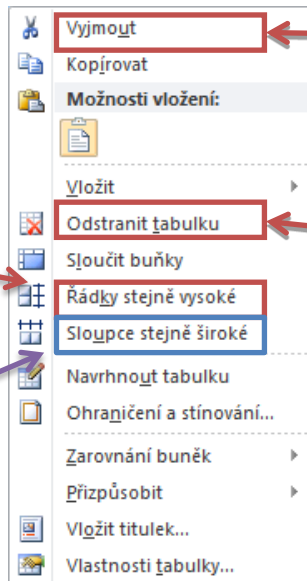 Vyjmout
Kopírovat
Možnosti vložení:
Vložit
Odstranit tabulku
Sloučit buňky
Řádky stejně vysoké
Sloupce stejně široké
Navrhnout tabulku
Ohraničení a stínování...
Zarovnání buněk
Přizpůsobit
Vložit titulek...
Vlastnosti tabulky...